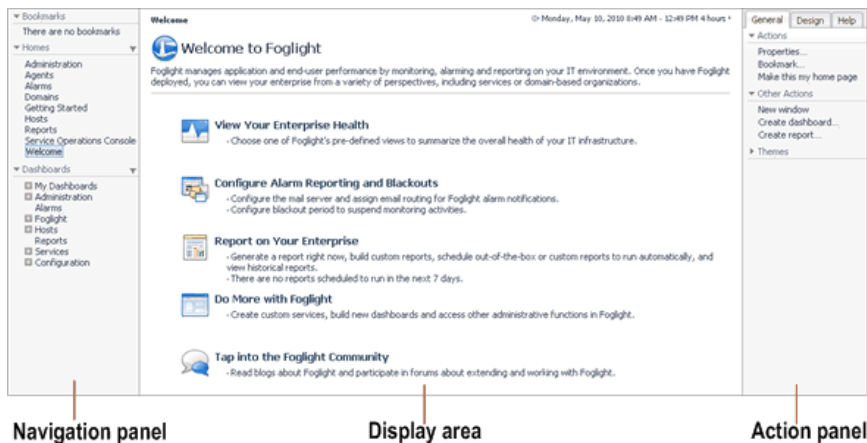 Bookmarks
There are no bookmarks
Homes
Administration
Agents
Alarms
Domains
Getting Started
Hosts
Reports
Service Operations Console
Welcome
Dashboards
My Dashboards
Administration
Alarms
Foglight
Hosts
Reports
Services
Configuration
Welcome
Monday, May 10, 2010 8:49 AM - 12:49 PM 4 hours
Welcome to Foglight
Foglight manages application and end-user performance by monitoring, alarming and reporting on your IT environment. Once you have Foglight
deployed, you can view your enterprise from a variety of perspectives, including services or domain-based organizations.
View Your Enterprise Health
- Choose one of Foglight's pre-defined views to summarize the overall health of your IT infrastructure.
Configure Alarm Reporting and Blackouts
- Configure the mail server and assign email routing for Foglight alarm notifications.
- Configure blackout period to suspend monitoring activities.
Report on Your Enterprise
- Generate a report right now, build custom reports, schedule out-of-the-box or custom reports to run automatically, and
view historical reports.
- There are no reports scheduled to run in the next 7 days.
Do More with Foglight
- Create custom services, build new dashboards and access other administrative functions in Foglight.
Tap into the Foglight Community
- Read blogs about Foglight and participate in forums about extending and working with Foglight.
General Design Help
Actions
Properties...
Bookmark...
Make this my home page
Other Actions
New window
Create dashboard...
Create report...
Themes
Navigation panel
Display area
Action panel